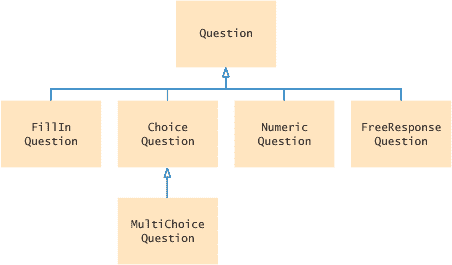 Question
FillIn
Question
Choice
Question
Numeric
Question
FreeResponse
Question
MultiChoice
Question